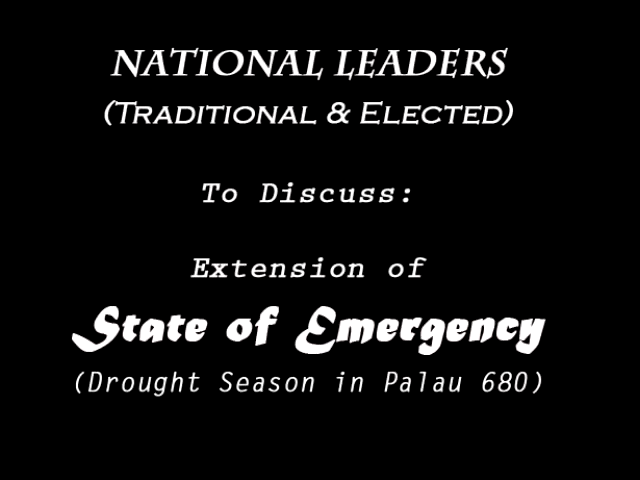 NATIONAL LEADERS
(TRADITIONAL & ELECTED)
To Discuss:
Extension of
State of Emergency
(Drought Season in Palau 680)